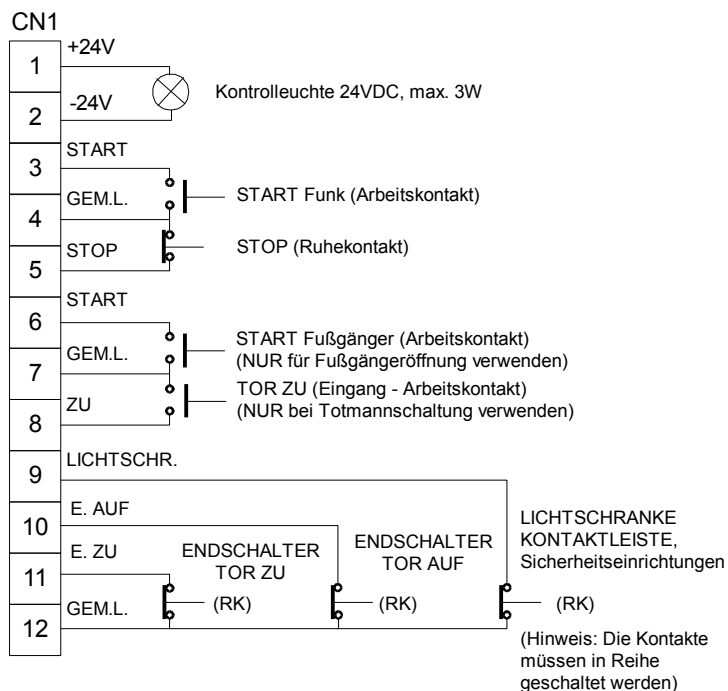 CN1
1
+24V
Kontrolleuchte 24VDC, max. 3W
2
-24V
3
START
START Funk (Arbeitskontakt)
4
GEM.L.
STOP (Ruhekontakt)
5
STOP
6
START
START Fußgänger (Arbeitskontakt)
(NUR für Fußgängeröffnung verwenden)
7
GEM.L.
TOR ZU (Eingang - Arbeitskontakt)
(NUR bei Totmannschaltung verwenden)
8
ZU
9
LICHTSCHR.
10
E. AUF
11
E. ZU
ENDSCHALTER
TOR ZU
(RK)
ENDSCHALTER
TOR AUF
(RK)
LICHTSCHRANKE
KONTAKTLEISTE,
Sicherheitseinrichtungen
(RK)
12
GEM.L.
(Hinweis: Die Kontakte
müssen in Reihe
geschaltet werden)